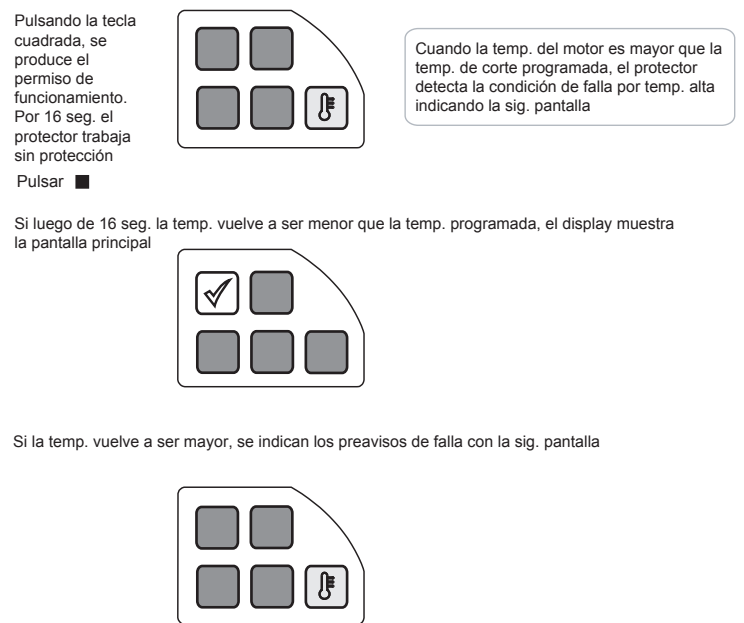 Pulsando la tecla
cuadrada, se
produce el
permiso de
funcionamiento.
Por 16 seg. el
protector trabaja
sin protección
Pulsar ■
Cuando la temp. del motor es mayor que la
temp. de corte programada, el protector
detecta la condición de falla por temp. alta
indicando la sig. pantalla
Si luego de 16 seg. la temp. vuelve a ser menor que la temp. programada, el display muestra
la pantalla principal
Si la temp. vuelve a ser mayor, se indican los preavisos de falla con la sig. pantalla